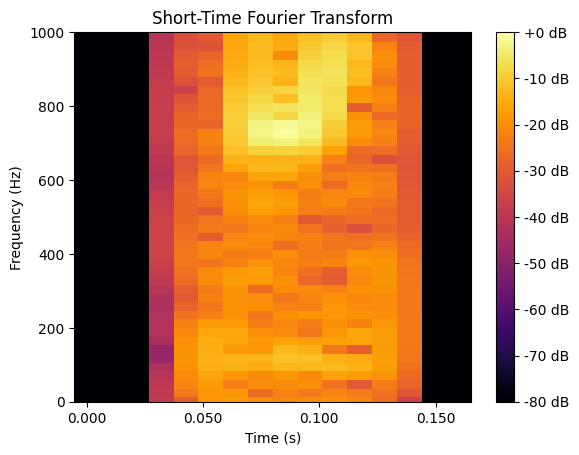 Short-Time Fourier Transform
1000
800
600
400
200
0
Frequency (Hz)
0.000
0.050
0.100
0.150
Time (s)
+0 dB
-10 dB
-20 dB
-30 dB
-40 dB
-50 dB
-60 dB
-70 dB
-80 dB